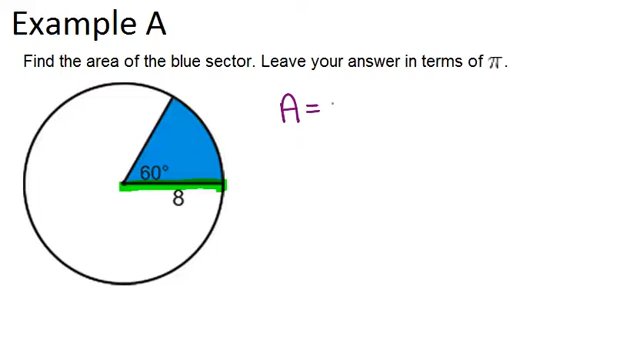 Example A
Find the area of the blue sector. Leave your answer in terms of π.
A =
60°
8